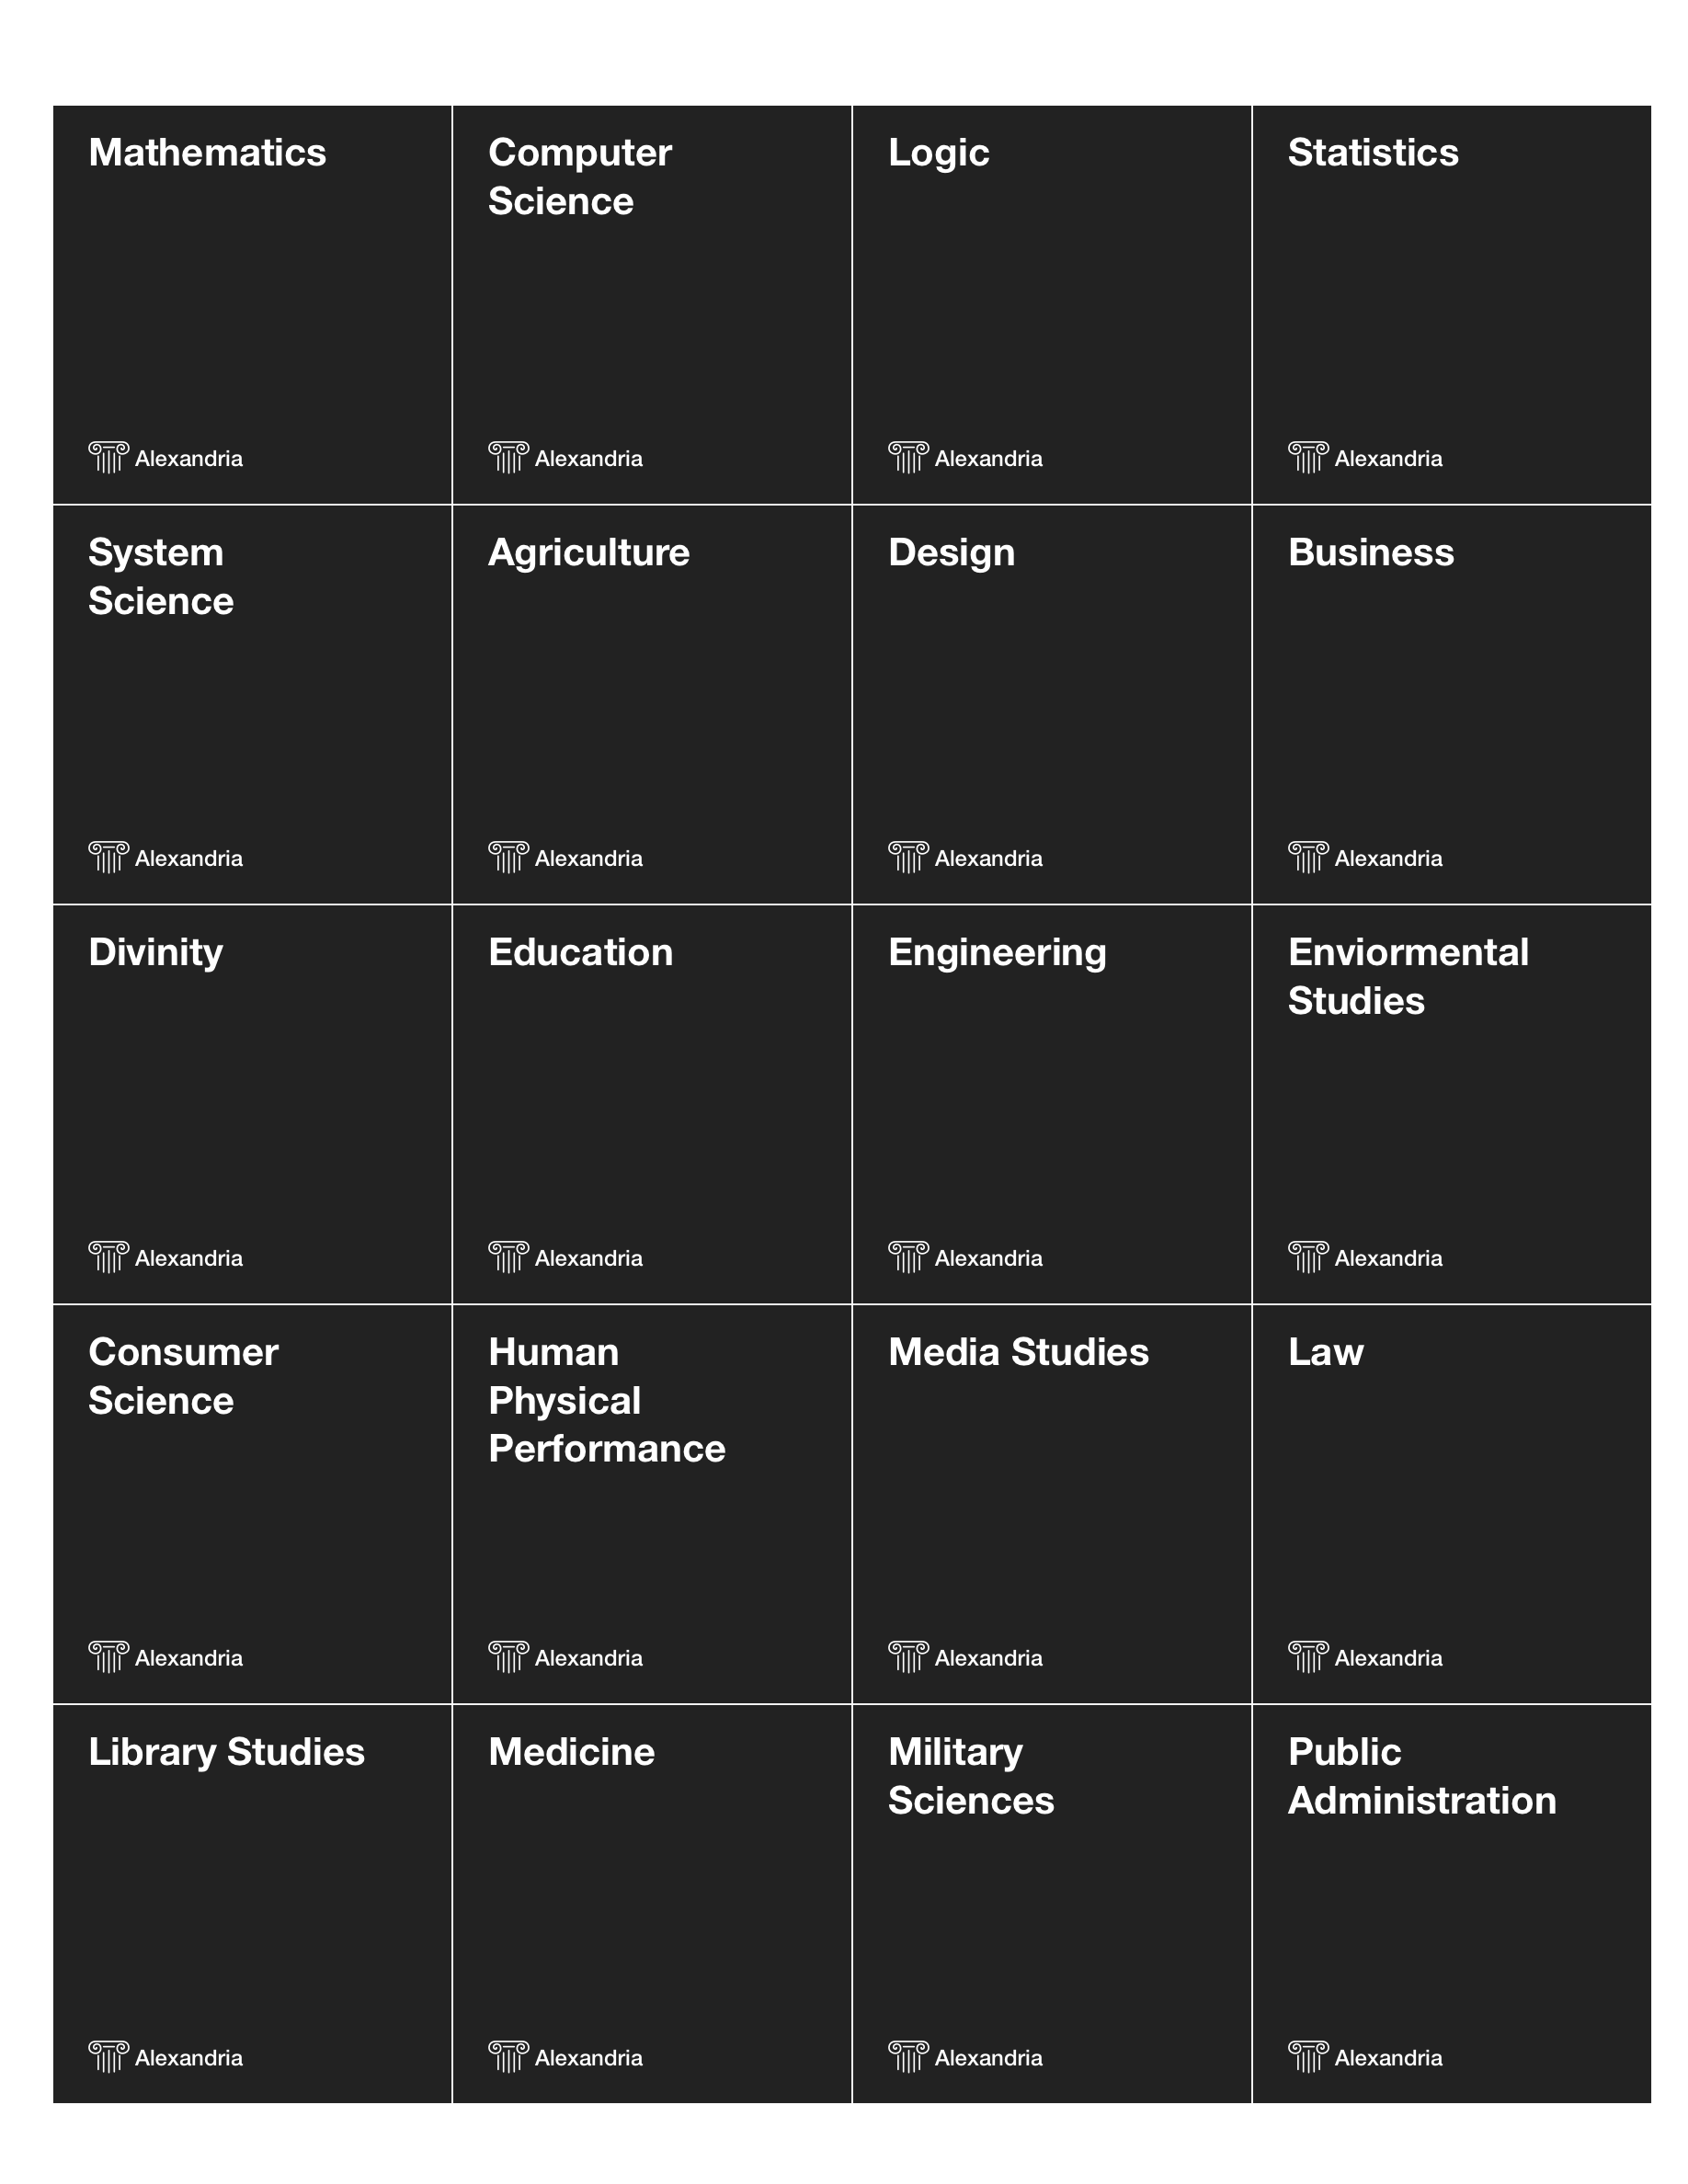 Mathematics
Computer
Science
Logic
Statistics
Alexandria
Alexandria
Alexandria
Alexandria
System
Science
Agriculture
Design
Business
Alexandria
Alexandria
Alexandria
Alexandria
Divinity
Education
Engineering
Enviormental
Studies
Alexandria
Alexandria
Alexandria
Alexandria
Consumer
Science
Human
Physical
Performance
Media Studies
Law
Alexandria
Alexandria
Alexandria
Alexandria
Library Studies
Medicine
Military
Sciences
Public
Administration
Alexandria
Alexandria
Alexandria
Alexandria